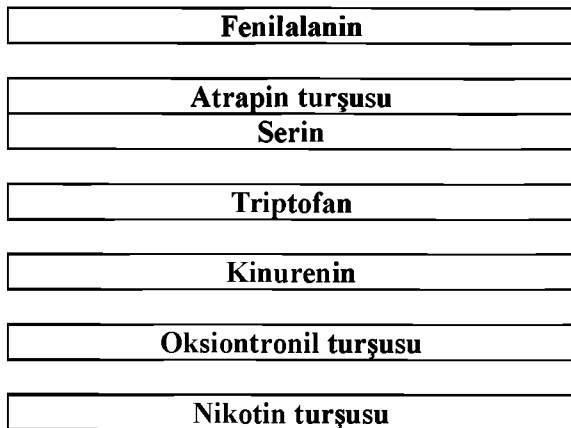 Fenilalanin
Atrapin turşusu
Serin
Triptofan
Kinurenin
Oksiontronil turşusu
Nikotin turşusu